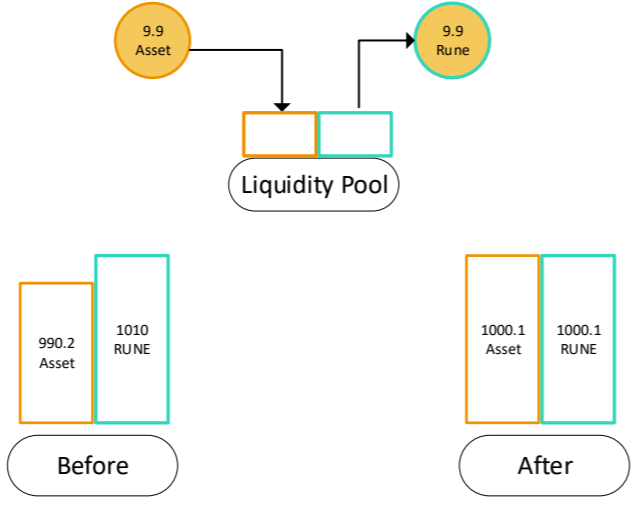 9.9
Asset
9.9
Rune
Liquidity Pool
990.2
Asset
1010
RUNE
1000.1
Asset
1000.1
RUNE
Before
After